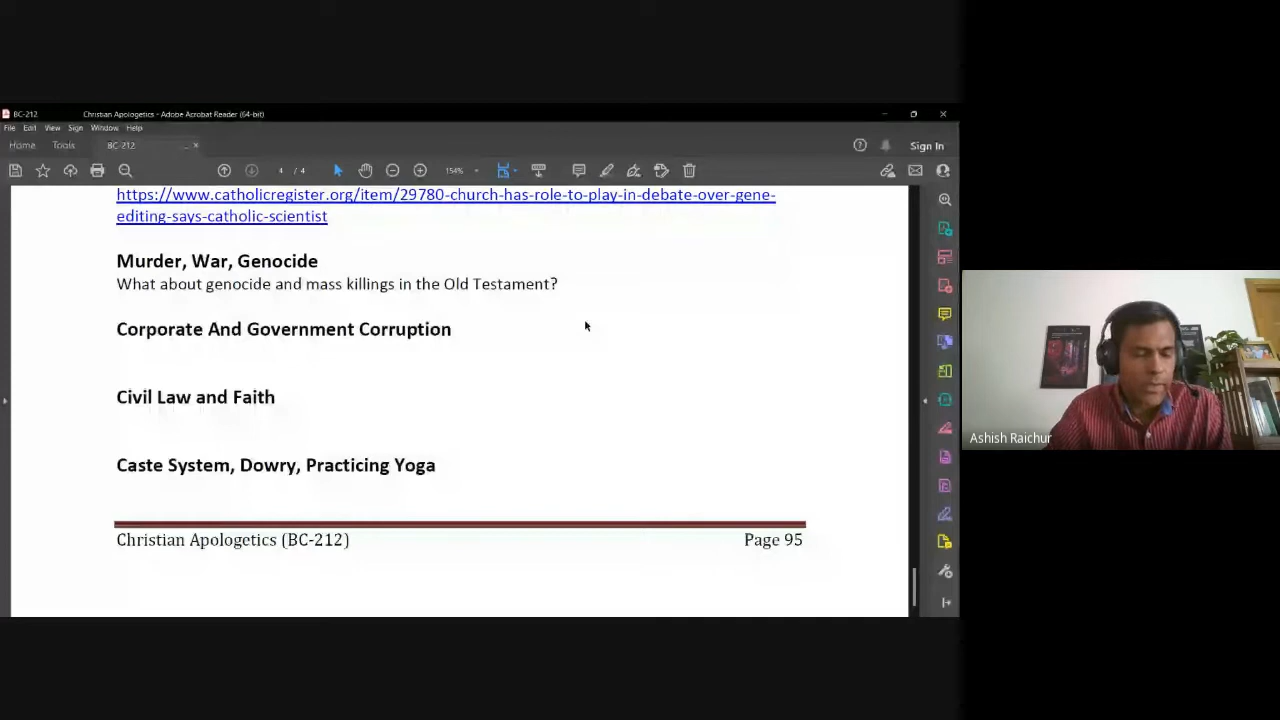 BC-212 Christian Apologetics - Adobe Acrobat Reader (64-bit)
File Edit View Sign Window Help
Home Tools BC-212 ... × Sign In
4 / 4 154%
https://www.catholicregister.org/item/29780-church-has-role-to-play-in-debate-over-gene-
editing-says-catholic-scientist
Murder, War, Genocide
What about genocide and mass killings in the Old Testament?
Corporate And Government Corruption
Civil Law and Faith
Caste System, Dowry, Practicing Yoga
Christian Apologetics (BC-212) Page 95
Ashish Raichur